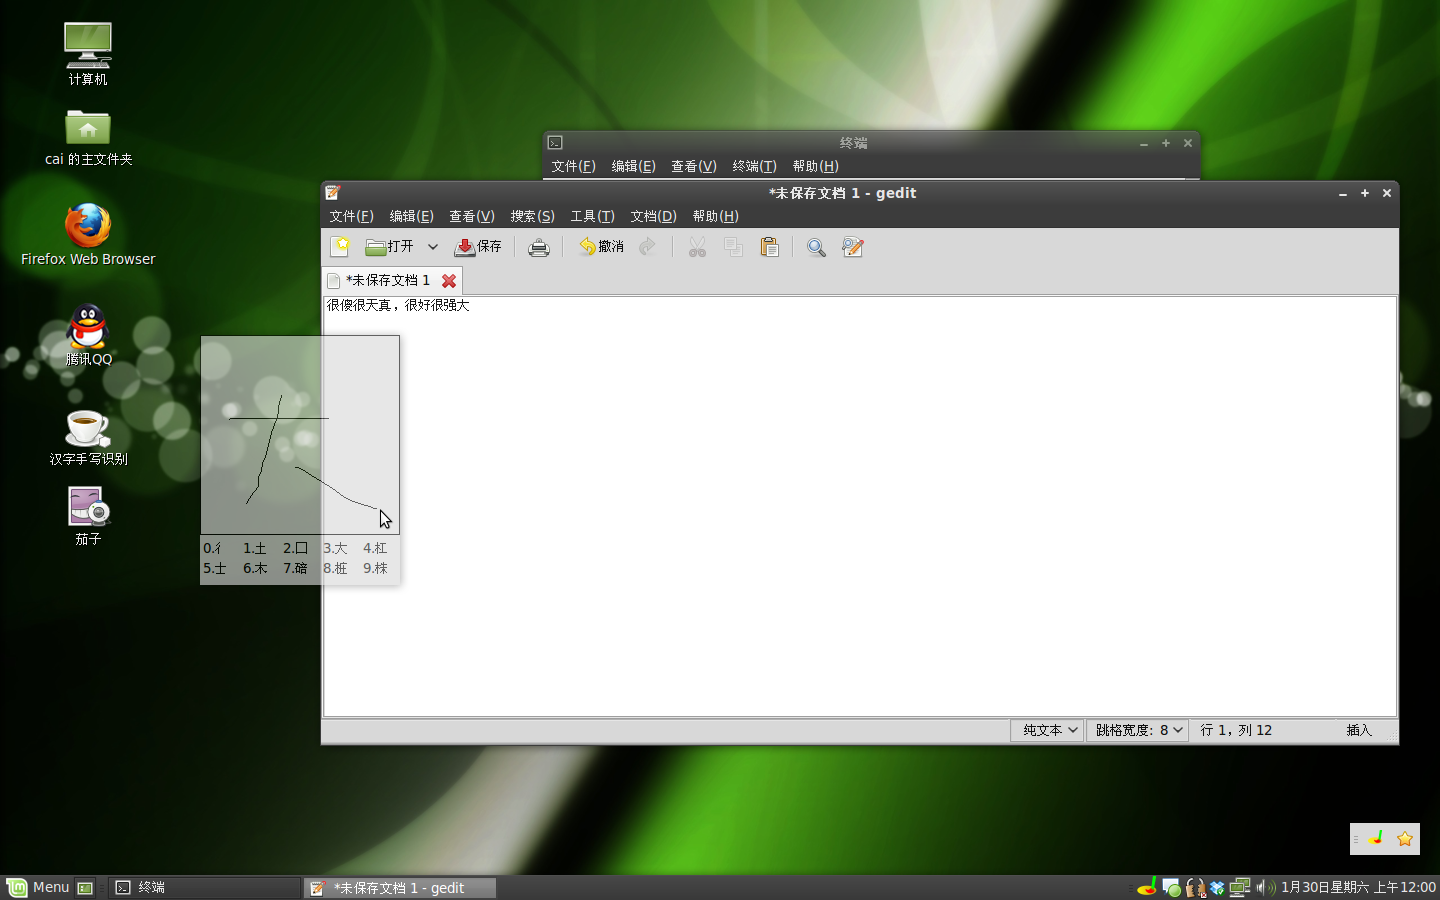 计算机
cai 的主文件夹
Firefox Web Browser
腾讯QQ
汉字手写识别
茄子
终端
文件(F) 编辑(E) 查看(V) 终端(T) 帮助(H)
*未保存文档 1 - gedit
文件(F) 编辑(E) 查看(V) 搜索(S) 工具(T) 文档(D) 帮助(H)
打开 保存 撤消
*未保存文档 1
很傻很天真，很好很强大
0.彳 1.土 2.囗 3.大 4.杠
5.士 6.木 7.碚 8.桩 9.株
纯文本 跳格宽度: 8 行 1，列 12 插入
Menu 终端 *未保存文档 1 - gedit 1月30日星期六 上午12:00